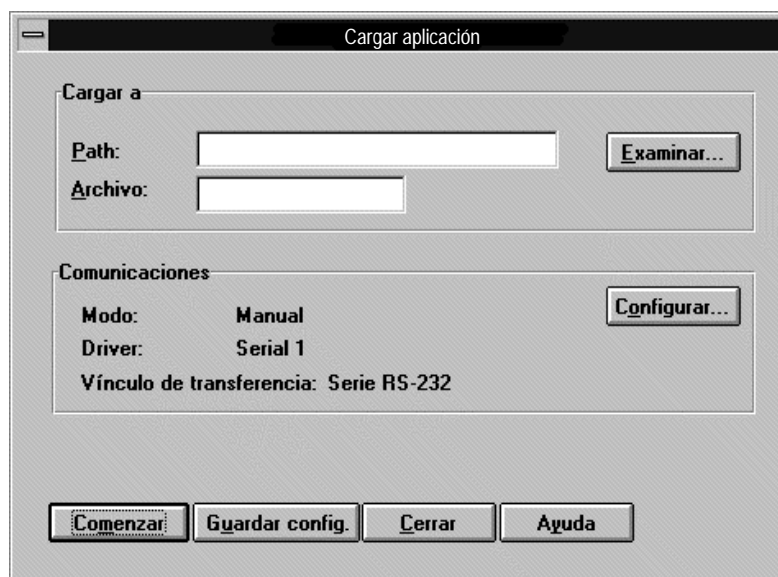 Cargar aplicación
Cargar a
Path:
Examinar...
Archivo:
Comunicaciones
Modo: Manual
Configurar...
Driver: Serial 1
Vínculo de transferencia: Serie RS-232
Comenzar Guardar config. Cerrar Ayuda